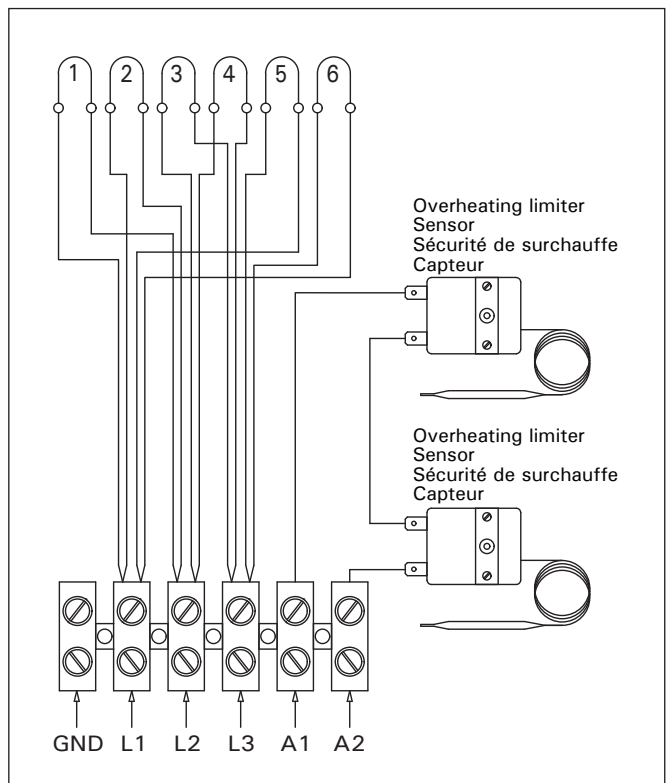 1 2 3 4 5 6
Overheating limiter
Sensor
Sécurité de surchauffe
Capteur
Overheating limiter
Sensor
Sécurité de surchauffe
Capteur
GND L1 L2 L3 A1 A2